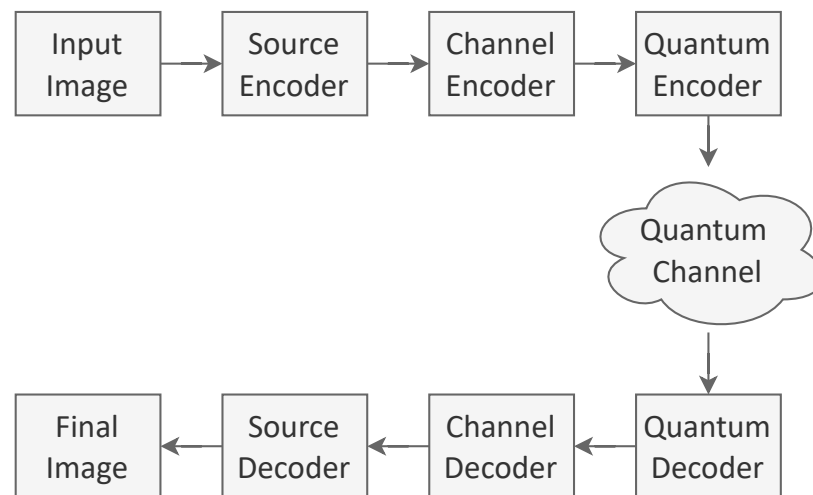 Input
Image
Source
Encoder
Channel
Encoder
Quantum
Encoder
Quantum
Channel
Final
Image
Source
Decoder
Channel
Decoder
Quantum
Decoder